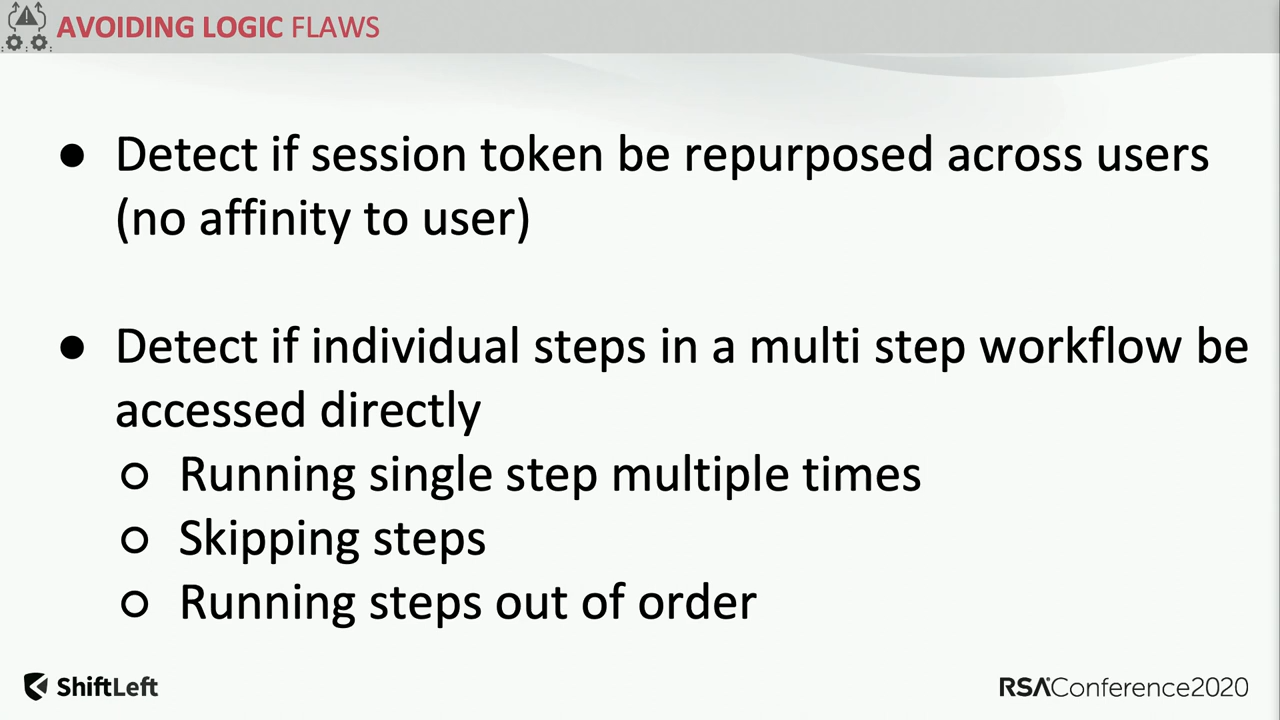 AVOIDING LOGIC FLAWS
● Detect if session token be repurposed across users
(no affinity to user)
● Detect if individual steps in a multi step workflow be
accessed directly
○ Running single step multiple times
○ Skipping steps
○ Running steps out of order
ShiftLeft
RSAConference2020